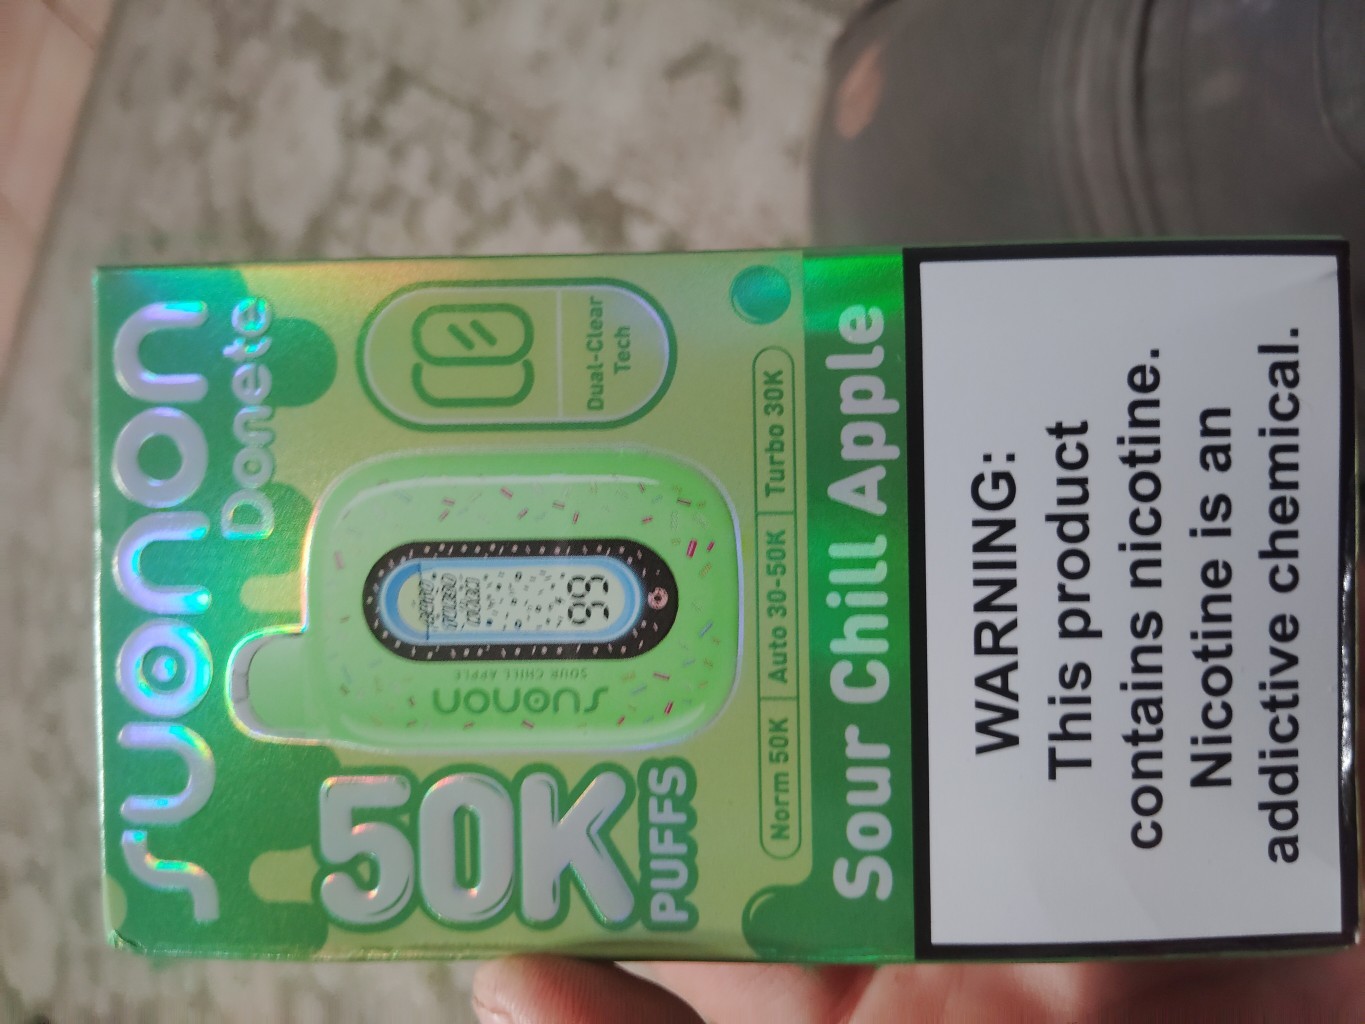 suonon
Donete
50K
PUFFS
suonon
SOUR CHILL APPLE
Dual-Clear
Tech
Norm 50K | Auto 30-50K | Turbo 30K
Sour Chill Apple
WARNING:
This product
contains nicotine.
Nicotine is an
addictive chemical.